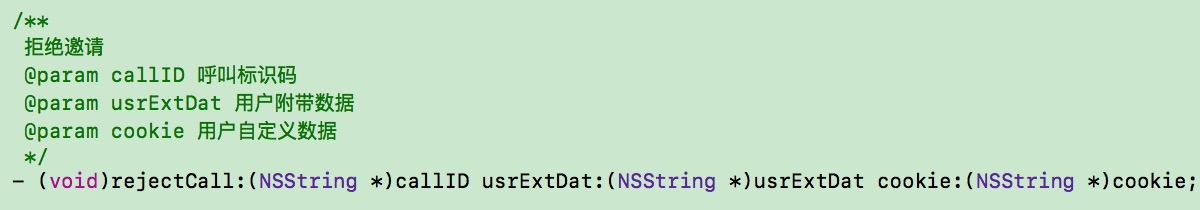 /**
拒绝邀请
@param callID 呼叫标识码
@param usrExtDat 用户附带数据
@param cookie 用户自定义数据
*/
- (void)rejectCall:(NSString *)callID usrExtDat:(NSString *)usrExtDat cookie:(NSString *)cookie;